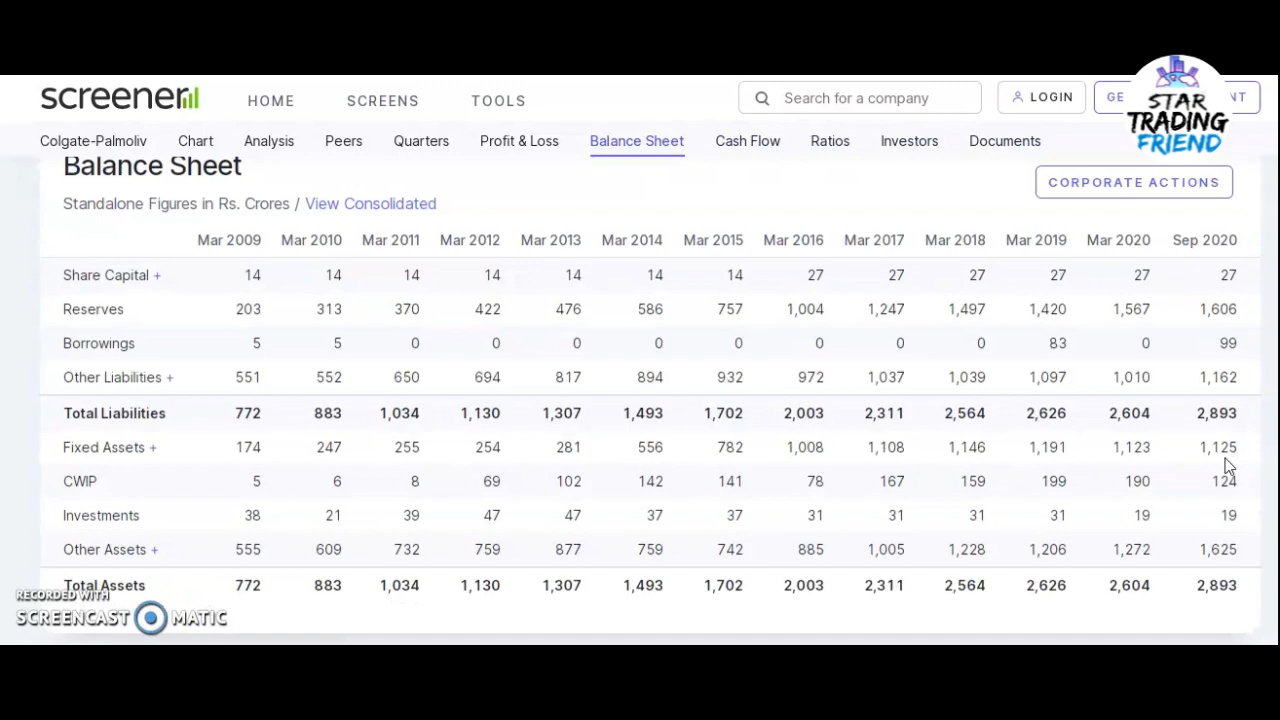 screener HOME SCREENS TOOLS Search for a company LOGIN GE NT
STAR
TRADING
FRIEND
Colgate-Palmoliv Chart Analysis Peers Quarters Profit & Loss Balance Sheet Cash Flow Ratios Investors Documents
Balance Sheet
CORPORATE ACTIONS
Standalone Figures in Rs. Crores / View Consolidated
Mar 2009 Mar 2010 Mar 2011 Mar 2012 Mar 2013 Mar 2014 Mar 2015 Mar 2016 Mar 2017 Mar 2018 Mar 2019 Mar 2020 Sep 2020
Share Capital + 14 14 14 14 14 14 14 27 27 27 27 27 27
Reserves 203 313 370 422 476 586 757 1,004 1,247 1,497 1,420 1,567 1,606
Borrowings 5 5 0 0 0 0 0 0 0 0 83 0 99
Other Liabilities + 551 552 650 694 817 894 932 972 1,037 1,039 1,097 1,010 1,162
Total Liabilities 772 883 1,034 1,130 1,307 1,493 1,702 2,003 2,311 2,564 2,626 2,604 2,893
Fixed Assets + 174 247 255 254 281 556 782 1,008 1,108 1,146 1,191 1,123 1,125
CWIP 5 6 8 69 102 142 141 78 167 159 199 190 124
Investments 38 21 39 47 47 37 37 31 31 31 31 19 19
Other Assets + 555 609 732 759 877 759 742 885 1,005 1,228 1,206 1,272 1,625
Total Assets 772 883 1,034 1,130 1,307 1,493 1,702 2,003 2,311 2,564 2,626 2,604 2,893
RECORDED WITH
SCREENCAST MATIC